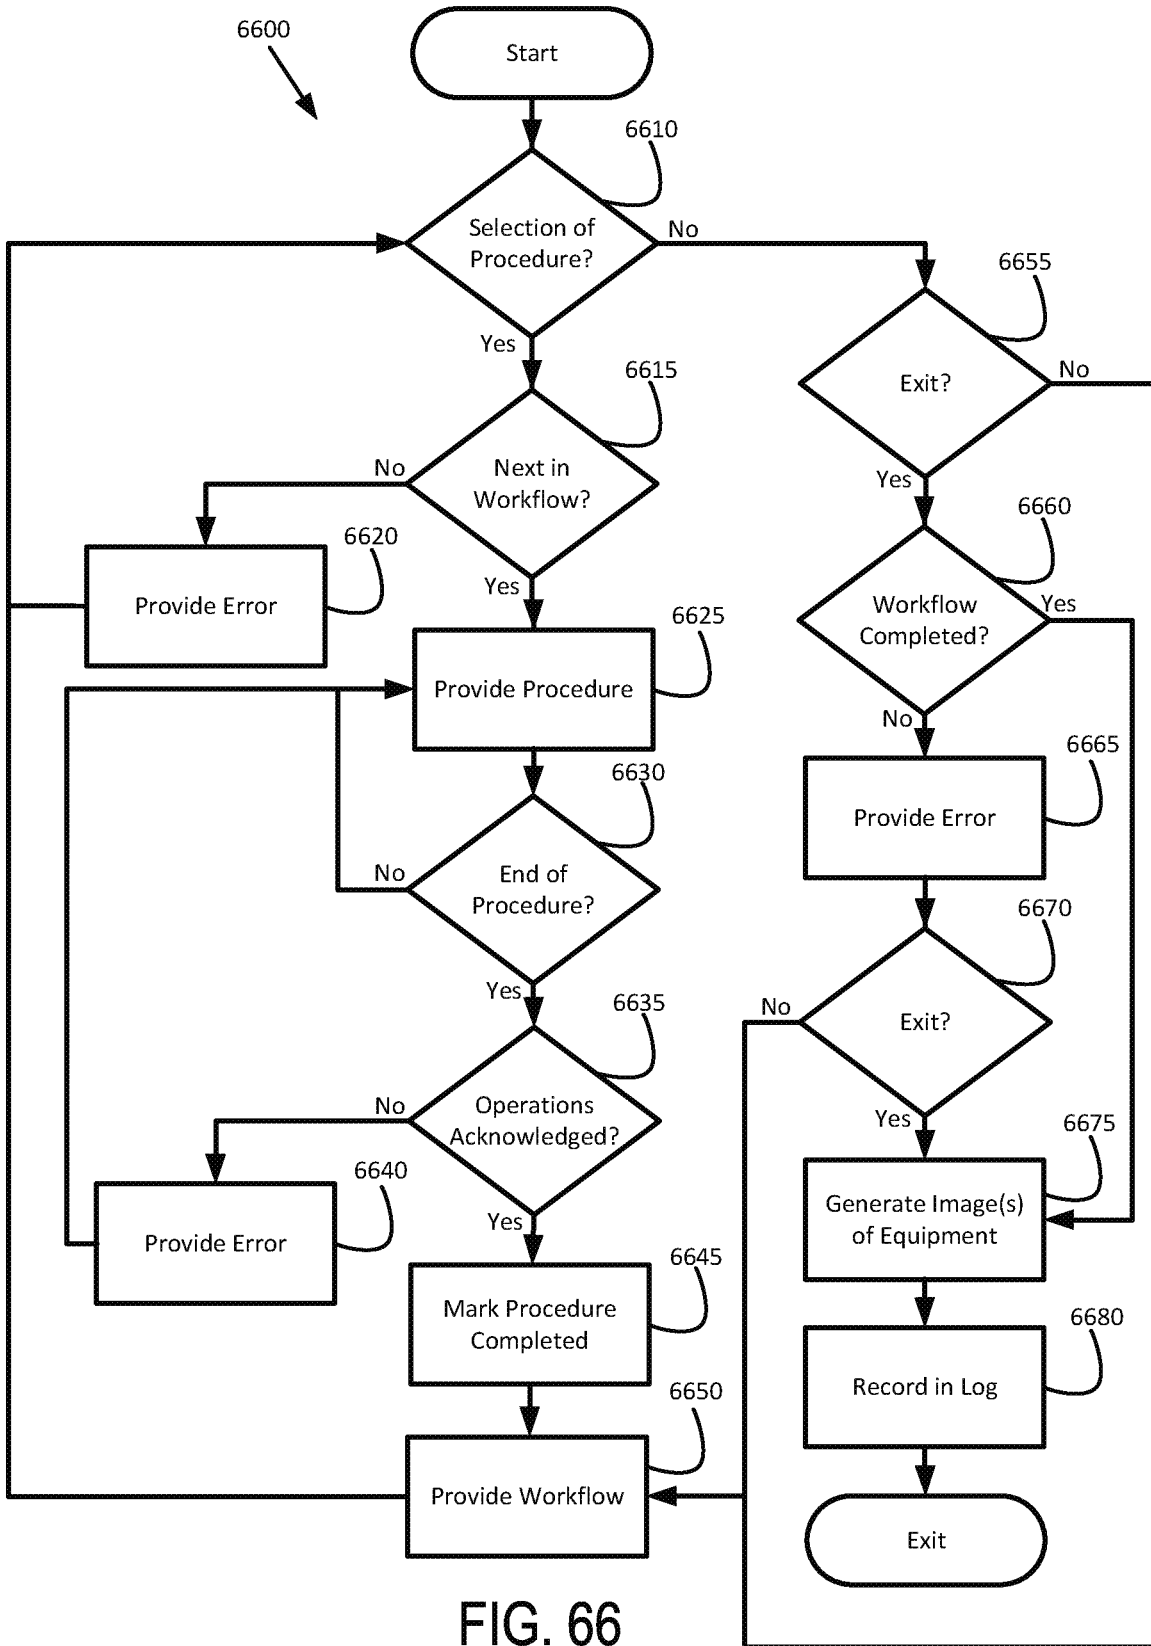 6600
Start
6610
Selection of
Procedure?
No
Yes
6655
Exit?
No
Yes
6615
Next in
Workflow?
No
Yes
6620
Provide Error
6660
Workflow
Completed?
Yes
No
6625
Provide Procedure
6665
Provide Error
6630
End of
Procedure?
No
Yes
6670
Exit?
No
Yes
6635
Operations
Acknowledged?
No
Yes
6640
Provide Error
6675
Generate Image(s)
of Equipment
6645
Mark Procedure
Completed
6680
Record in Log
6650
Provide Workflow
Exit
FIG. 66